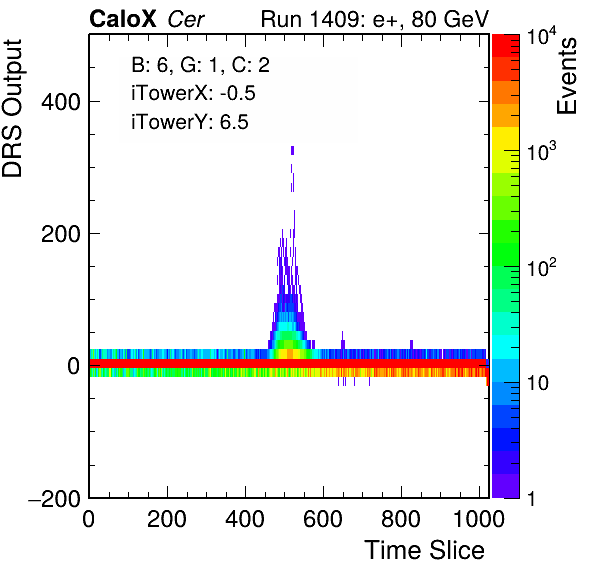 CaloX Cer Run 1409: e+, 80 GeV
B: 6, G: 1, C: 2
iTowerX: -0.5
iTowerY: 6.5
DRS Output
400
200
0
−200
0 200 400 600 800 1000
Time Slice
Events
10^4
10^3
10^2
10
1